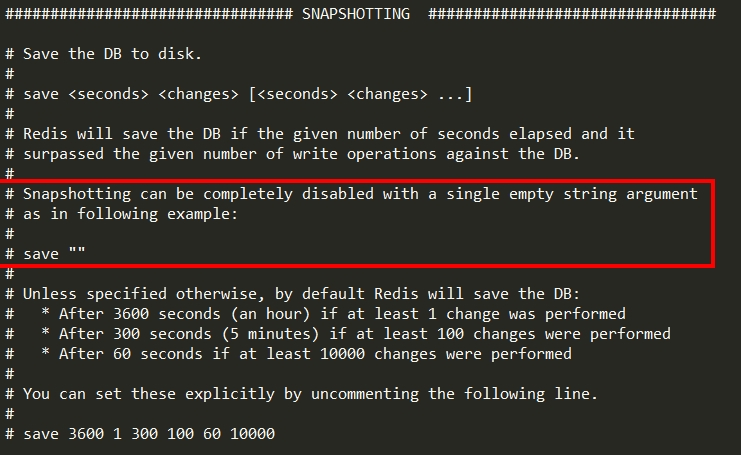 ################################ SNAPSHOTTING  ################################
# Save the DB to disk.
#
# save <seconds> <changes> [<seconds> <changes> ...]
#
# Redis will save the DB if the given number of seconds elapsed and it
# surpassed the given number of write operations against the DB.
#
# Snapshotting can be completely disabled with a single empty string argument
# as in following example:
#
# save ""
#
# Unless specified otherwise, by default Redis will save the DB:
#   * After 3600 seconds (an hour) if at least 1 change was performed
#   * After 300 seconds (5 minutes) if at least 100 changes were performed
#   * After 60 seconds if at least 10000 changes were performed
#
# You can set these explicitly by uncommenting the following line.
#
# save 3600 1 300 100 60 10000